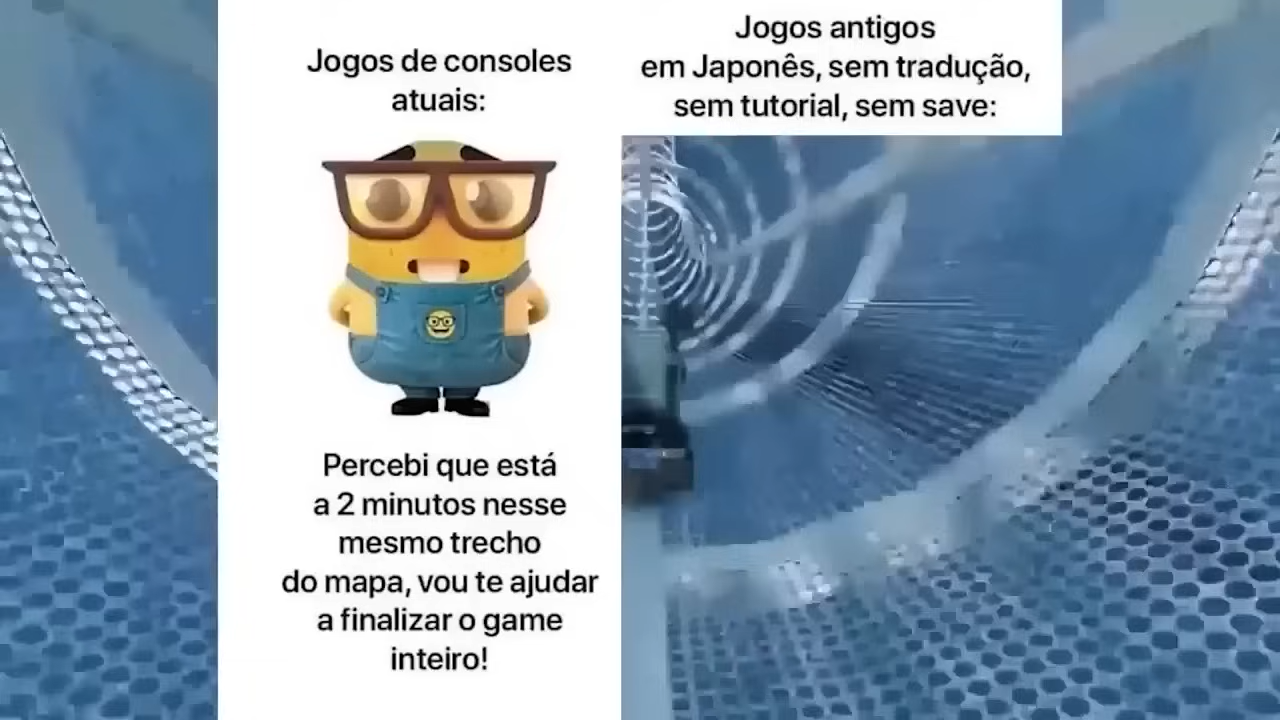 Jogos de consoles
atuais:
Percebi que está
a 2 minutos nesse
mesmo trecho
do mapa, vou te ajudar
a finalizar o game
inteiro!
Jogos antigos
em Japonês, sem tradução,
sem tutorial, sem save: